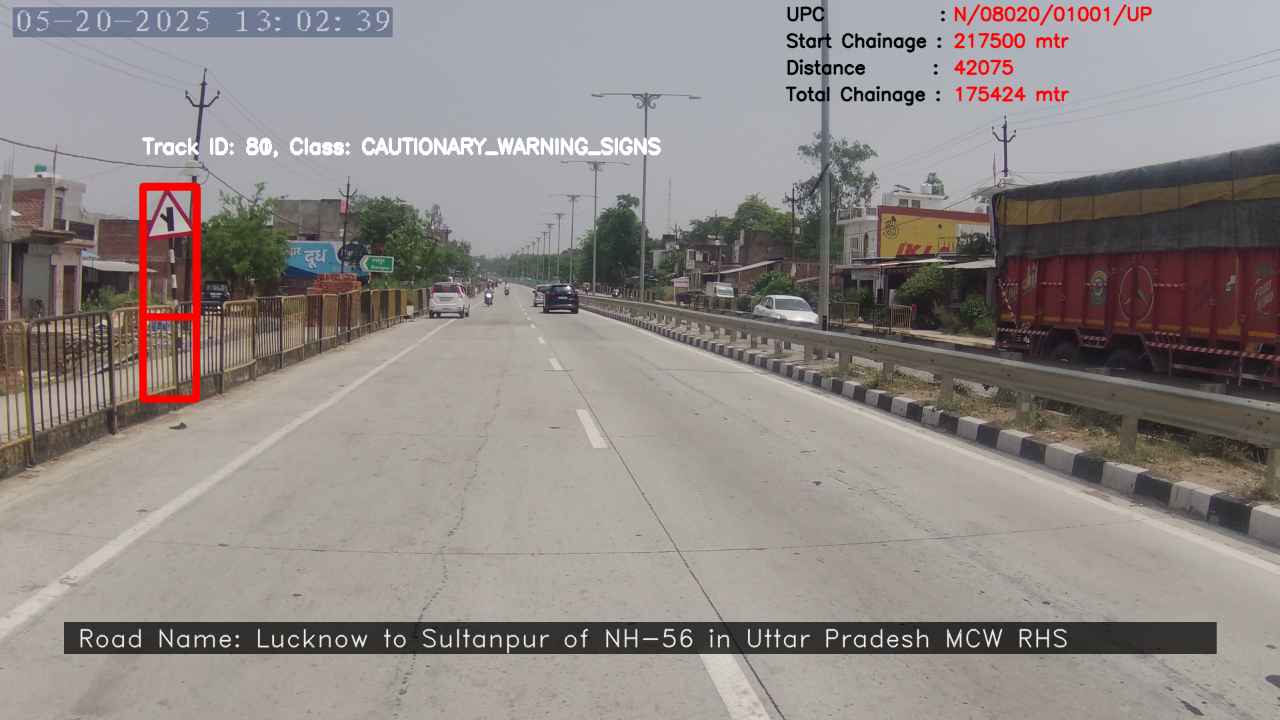 05-20-2025 13:02:39
UPC : N/08020/01001/UP
Start Chainage : 217500 mtr
Distance : 42075
Total Chainage : 175424 mtr
Track ID: 80, Class: CAUTIONARY_WARNING_SIGNS
दूध
Road Name: Lucknow to Sultanpur of NH-56 in Uttar Pradesh MCW RHS